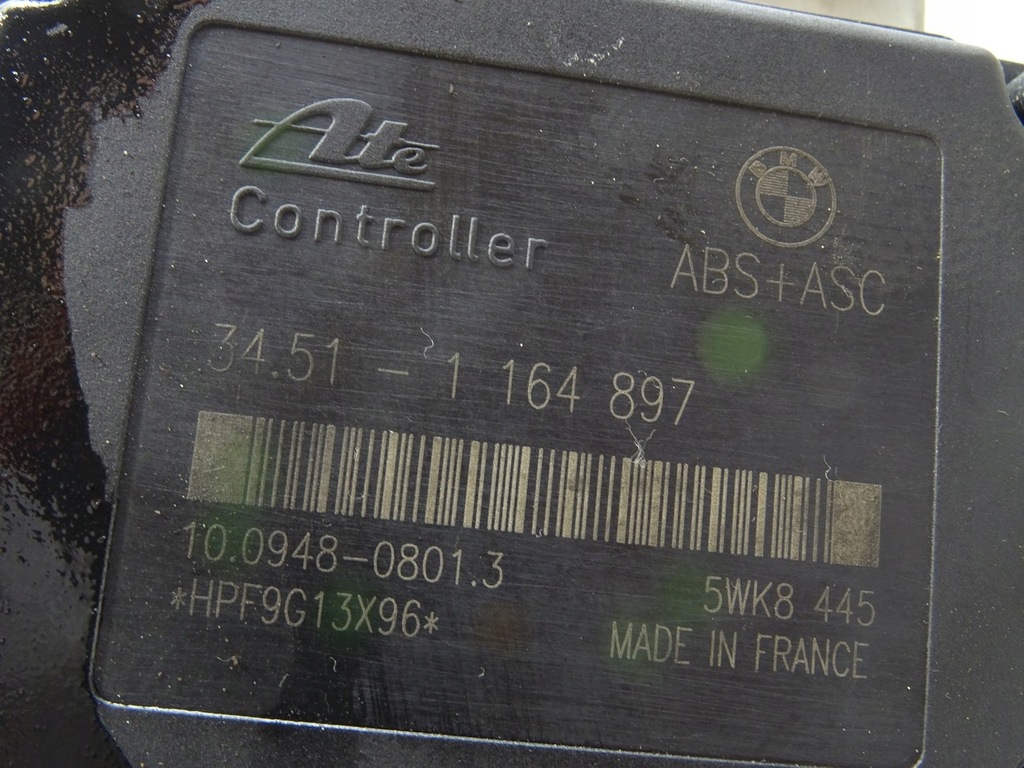 Ate
Controller
BMW
ABS+ASC
34.51 - 1 164 897
10.0948-0801.3
*HPF9G13X96*
5WK8 445
MADE IN FRANCE